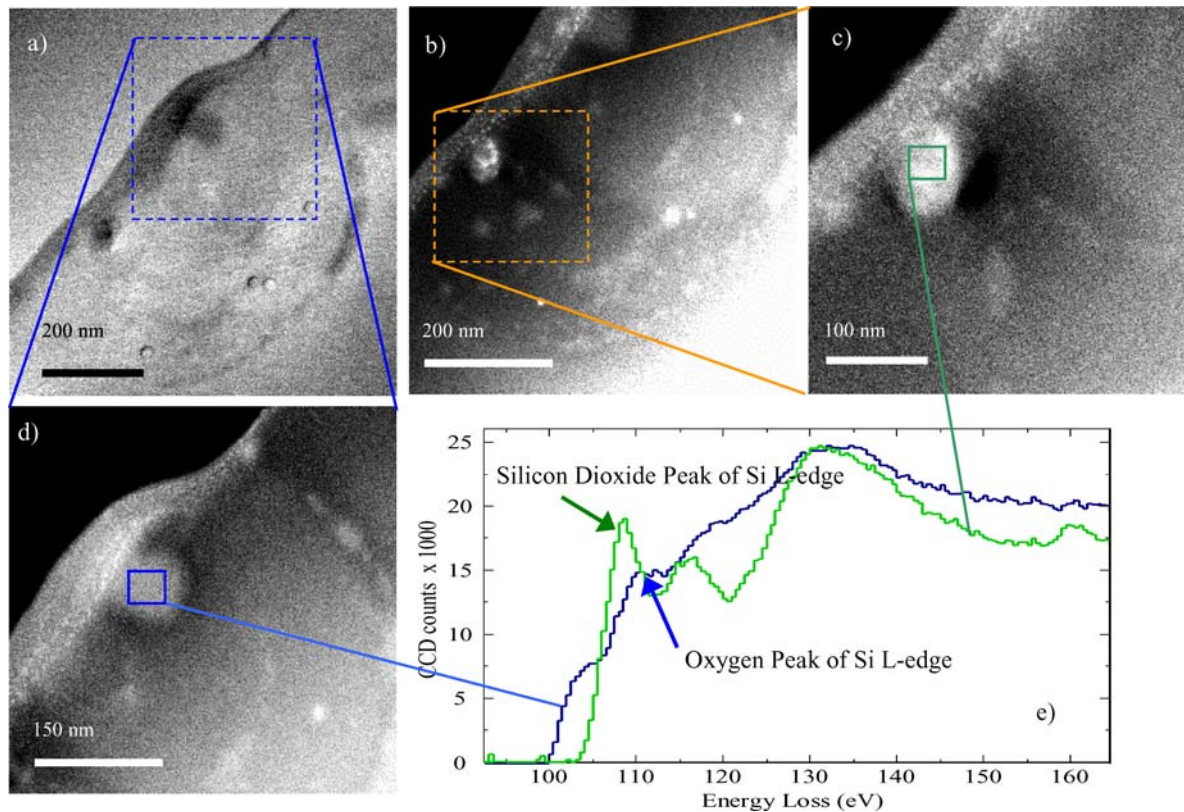 a)
200 nm
b)
200 nm
c)
100 nm
d)
150 nm
25
20
15
10
5
0
CCD counts x 1000
Silicon Dioxide Peak of Si L-edge
Oxygen Peak of Si L-edge
e)
100 110 120 130 140 150 160
Energy Loss (eV)